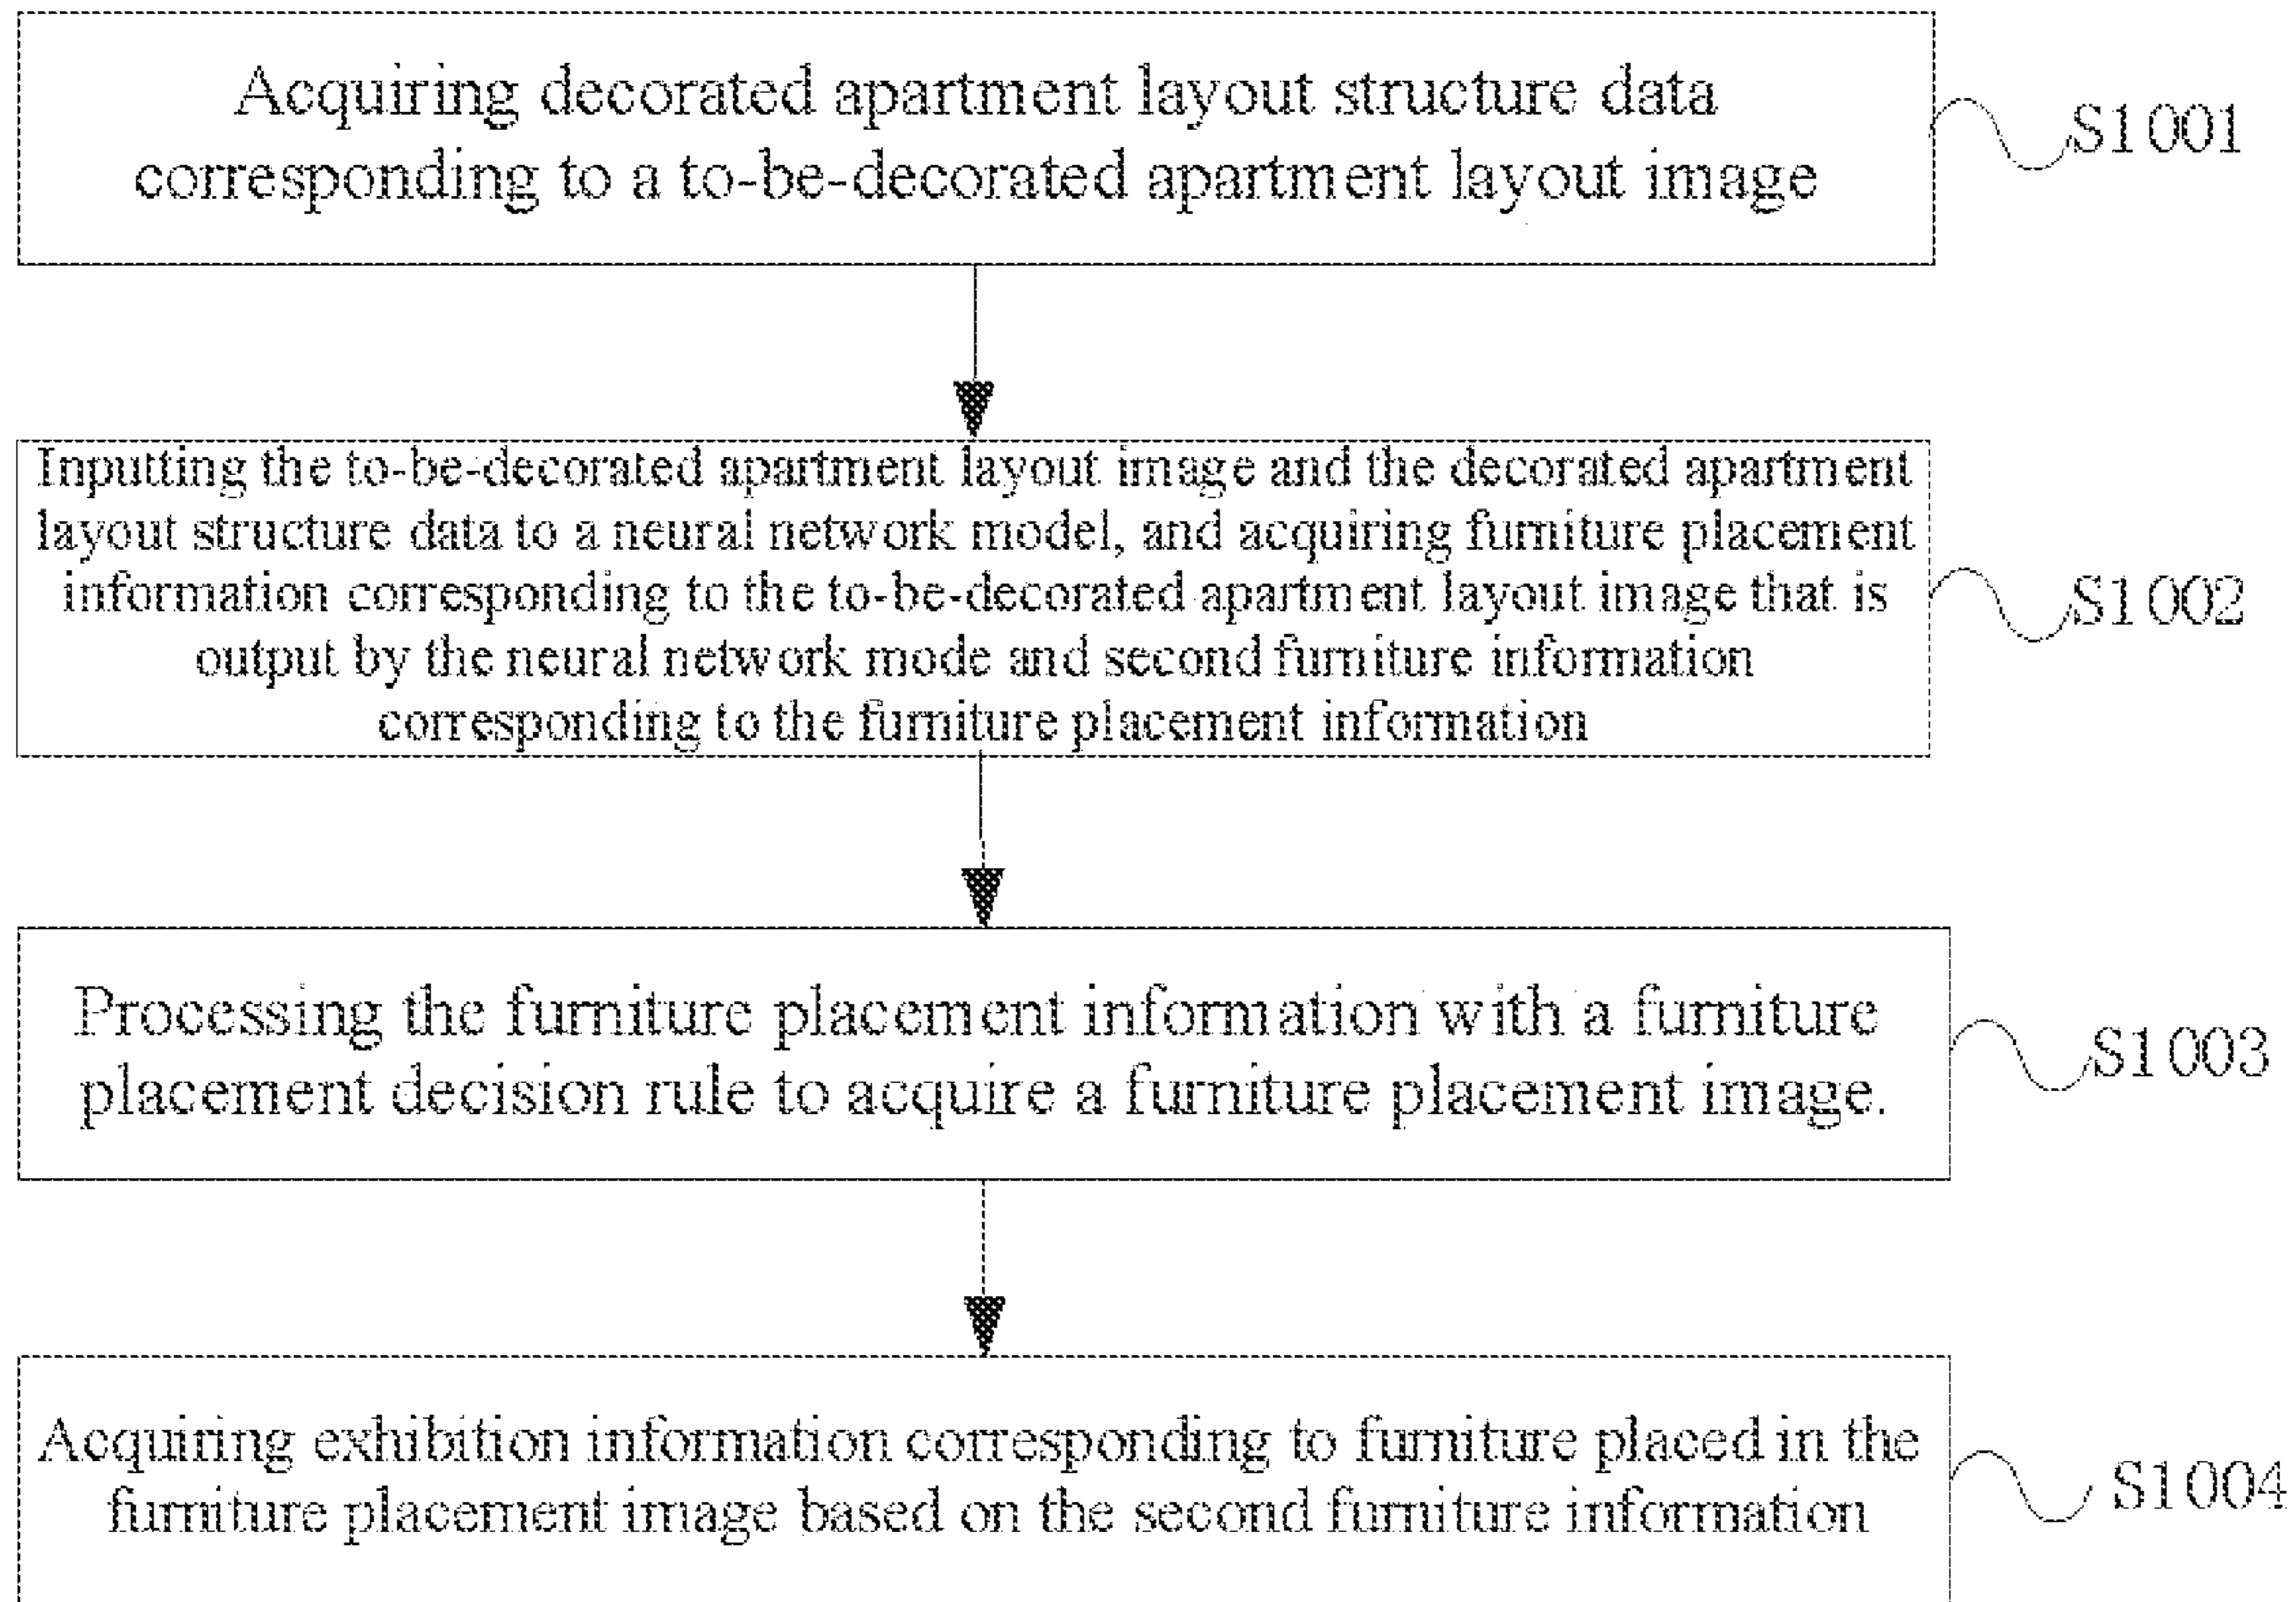 Acquiring decorated apartment layout structure data
corresponding to a to-be-decorated apartment layout image
S1001
Inputting the to-be-decorated apartment layout image and the decorated apartment
layout structure data to a neural network model, and acquiring furniture placement
information corresponding to the to-be-decorated apartment layout image that is
output by the neural network mode and second furniture information
corresponding to the furniture placement information
S1002
Processing the furniture placement information with a furniture
placement decision rule to acquire a furniture placement image.
S1003
Acquiring exhibition information corresponding to furniture placed in the
furniture placement image based on the second furniture information
S1004